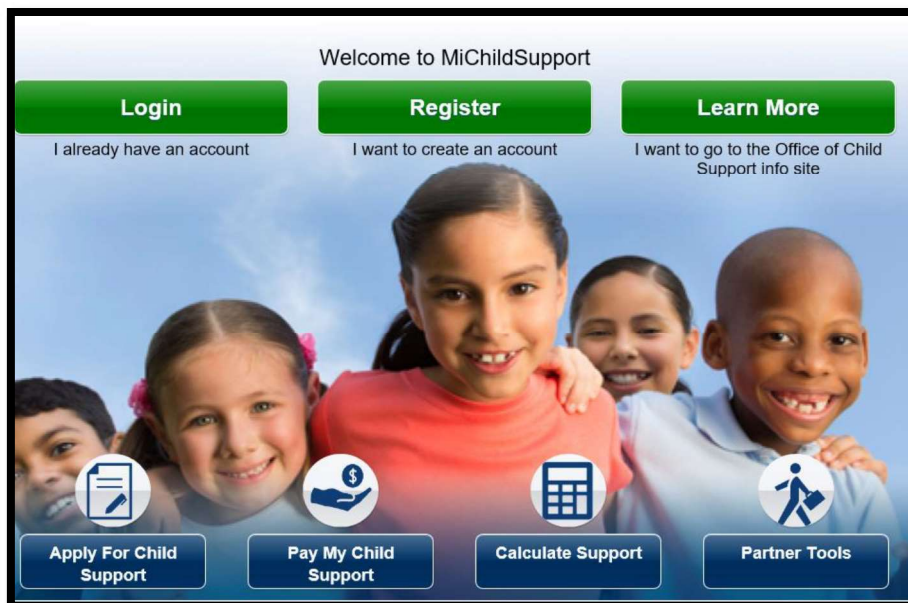 Welcome to MiChildSupport
Login
Register
Learn More
I already have an account
I want to create an account
I want to go to the Office of Child
Support info site
$
Apply For Child
Support
Pay My Child
Support
Calculate Support
Partner Tools